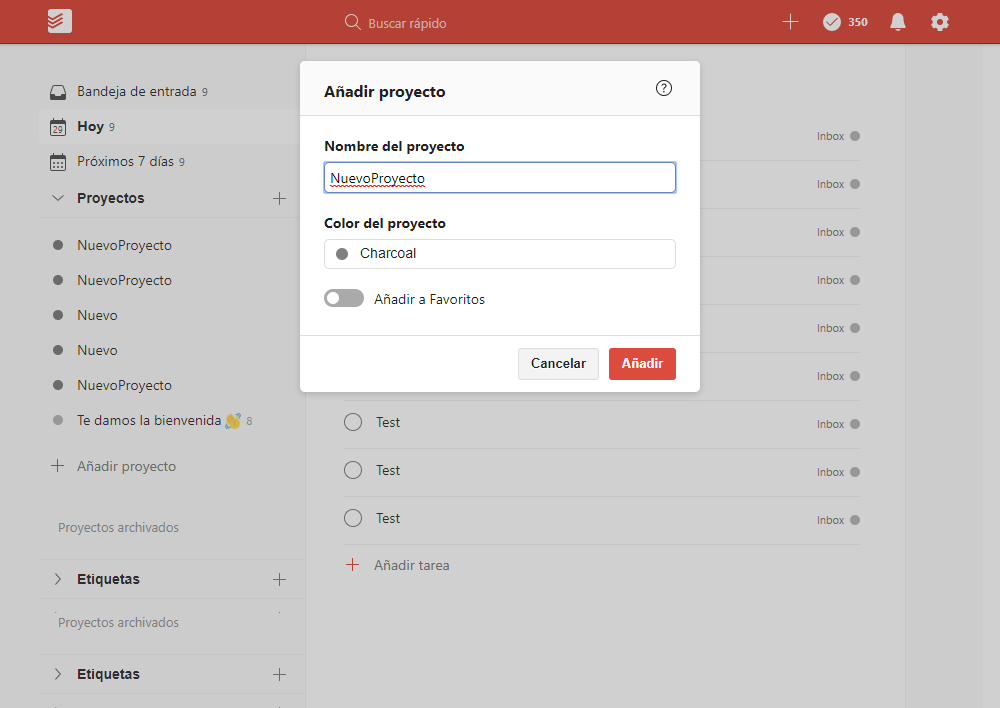 Buscar rápido
350
Bandeja de entrada 9
29 Hoy 9
Próximos 7 días 9
Proyectos
NuevoProyecto
NuevoProyecto
Nuevo
Nuevo
NuevoProyecto
Te damos la bienvenida 👋 8
Añadir proyecto
Proyectos archivados
Etiquetas
Proyectos archivados
Etiquetas
Añadir proyecto
?
Nombre del proyecto
NuevoProyecto
Color del proyecto
Charcoal
Añadir a Favoritos
Cancelar
Añadir
Inbox
Inbox
Inbox
Inbox
Inbox
Inbox
Test Inbox
Test Inbox
Test Inbox
Añadir tarea